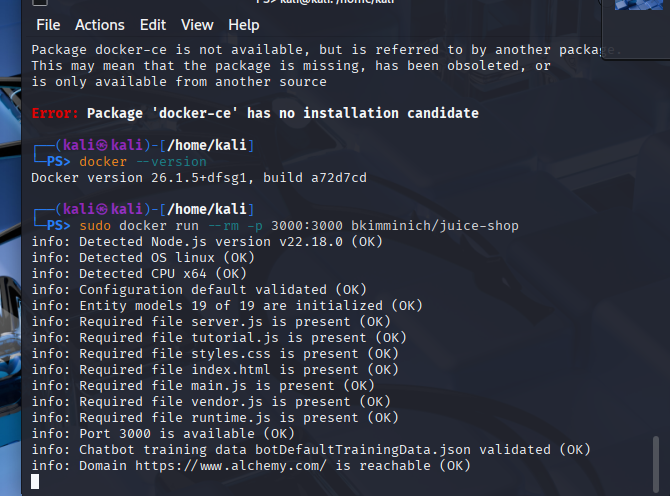 PS> kali@kali: /home/kali
File Actions Edit View Help
Package docker-ce is not available, but is referred to by another package.
This may mean that the package is missing, has been obsoleted, or
is only available from another source
Error: Package 'docker-ce' has no installation candidate
┌──(kali㉿kali)-[/home/kali]
└─PS> docker --version
Docker version 26.1.5+dfsg1, build a72d7cd
┌──(kali㉿kali)-[/home/kali]
└─PS> sudo docker run --rm -p 3000:3000 bkimminich/juice-shop
info: Detected Node.js version v22.18.0 (OK)
info: Detected OS linux (OK)
info: Detected CPU x64 (OK)
info: Configuration default validated (OK)
info: Entity models 19 of 19 are initialized (OK)
info: Required file server.js is present (OK)
info: Required file tutorial.js is present (OK)
info: Required file styles.css is present (OK)
info: Required file index.html is present (OK)
info: Required file main.js is present (OK)
info: Required file vendor.js is present (OK)
info: Required file runtime.js is present (OK)
info: Port 3000 is available (OK)
info: Chatbot training data botDefaultTrainingData.json validated (OK)
info: Domain https://www.alchemy.com/ is reachable (OK)